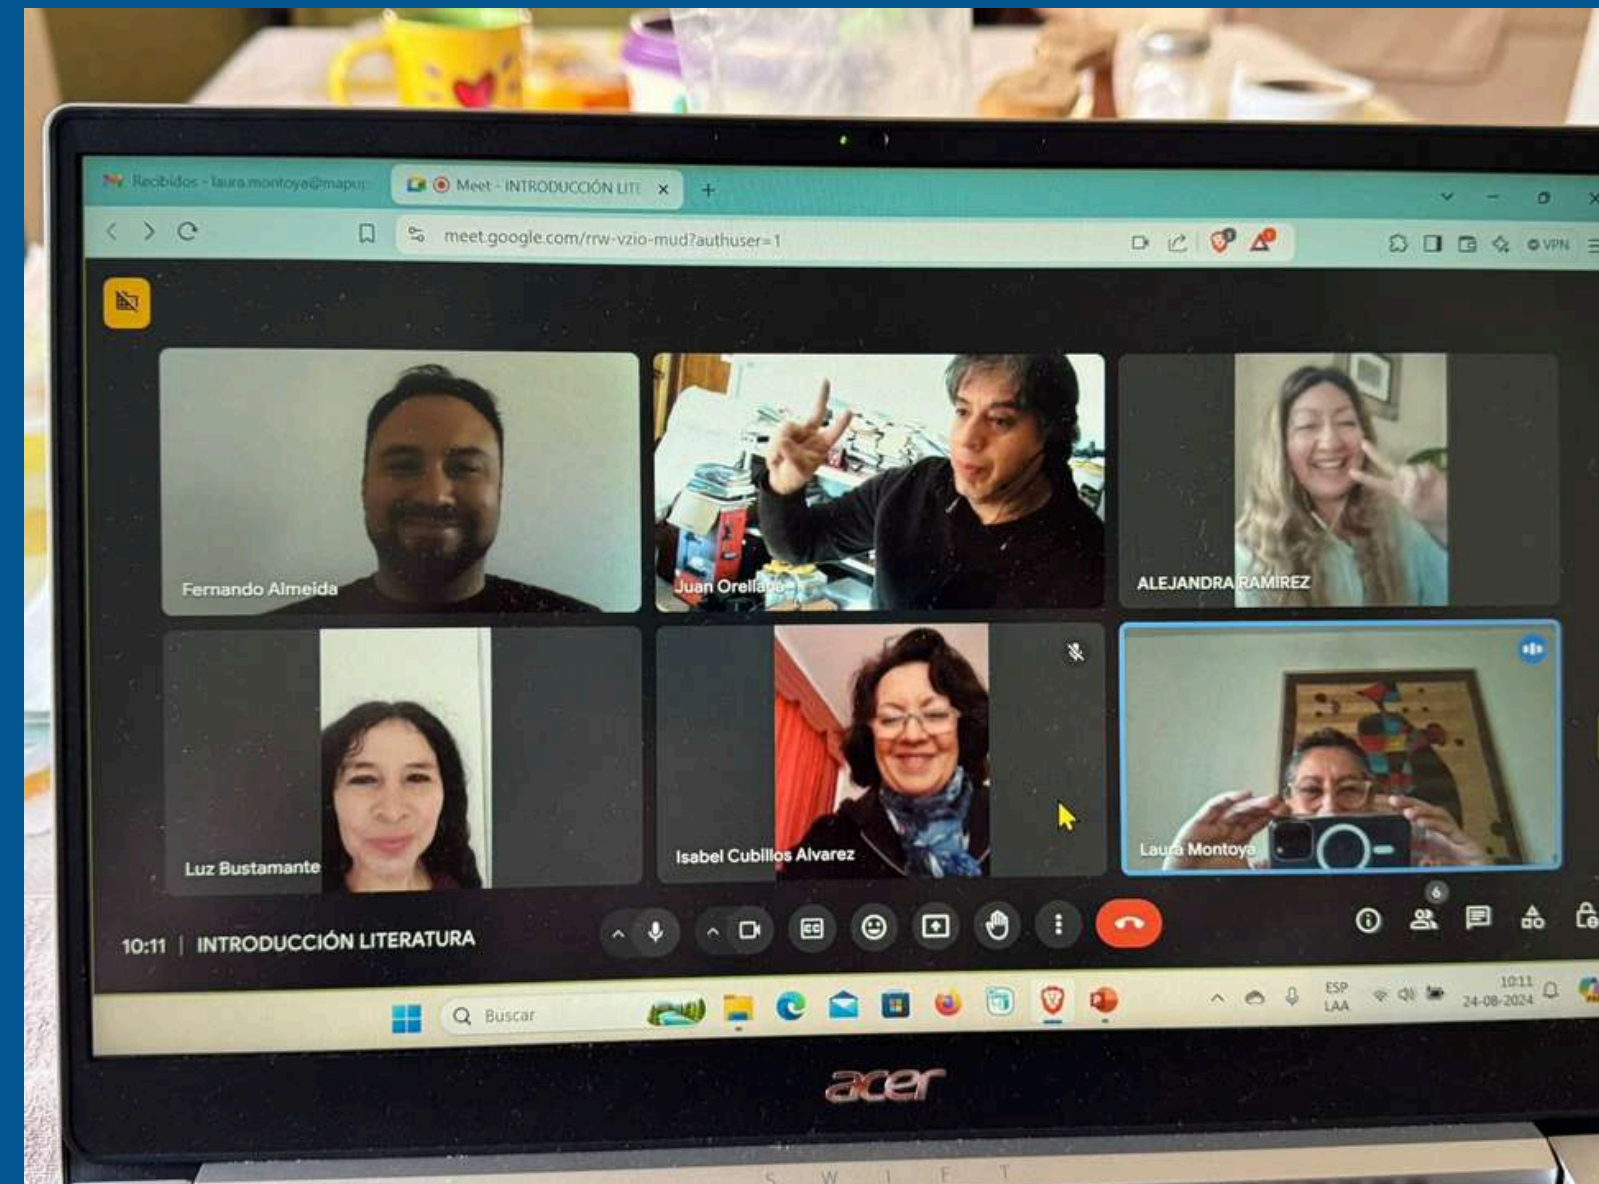 Recibidos - laura.montoya@mapu
Meet - INTRODUCCIÓN LITE
meet.google.com/rrw-vzio-mud?authuser=1
VPN
Fernando Almeida
Juan Orellana
ALEJANDRA RAMIREZ
Luz Bustamante
Isabel Cubillos Alvarez
Laura Montoya
6
10:11 | INTRODUCCIÓN LITERATURA
CC
Buscar
ESP
LAA
10:11
24-08-2024
acer
SWIFT